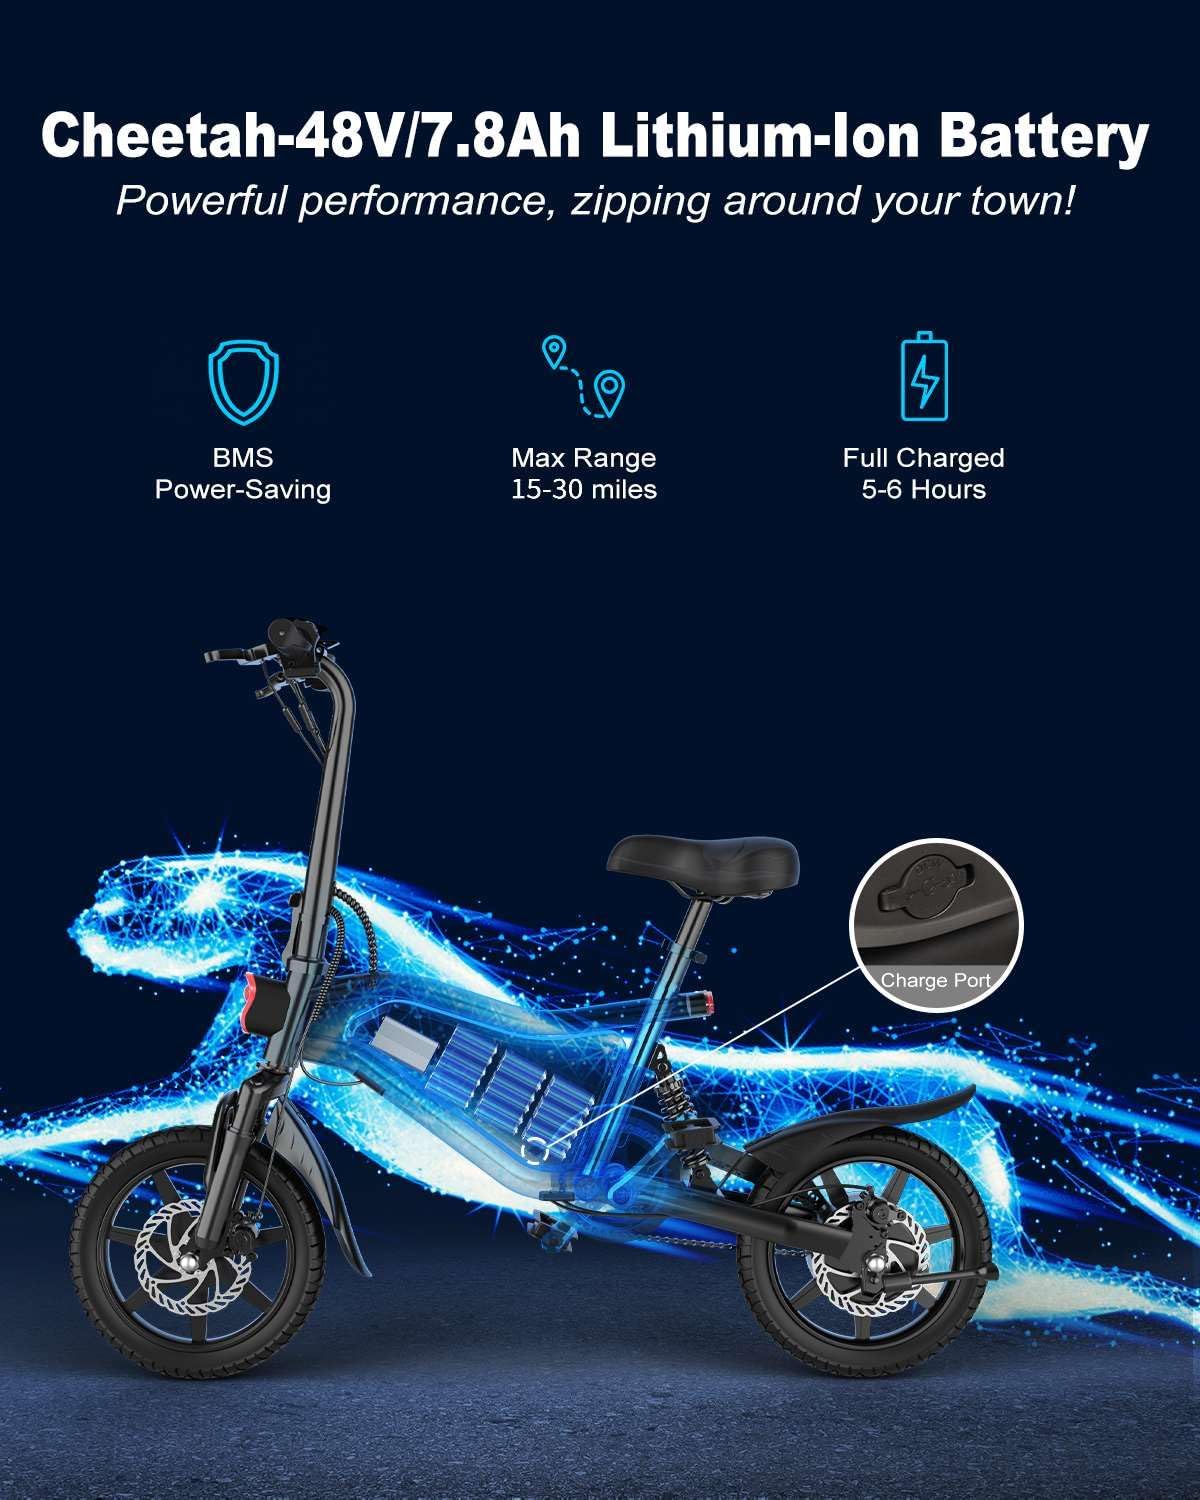 Cheetah-48V/7.8Ah Lithium-Ion Battery
Powerful performance, zipping around your town!
BMS
Power-Saving
Max Range
15-30 miles
Full Charged
5-6 Hours
Charge Port